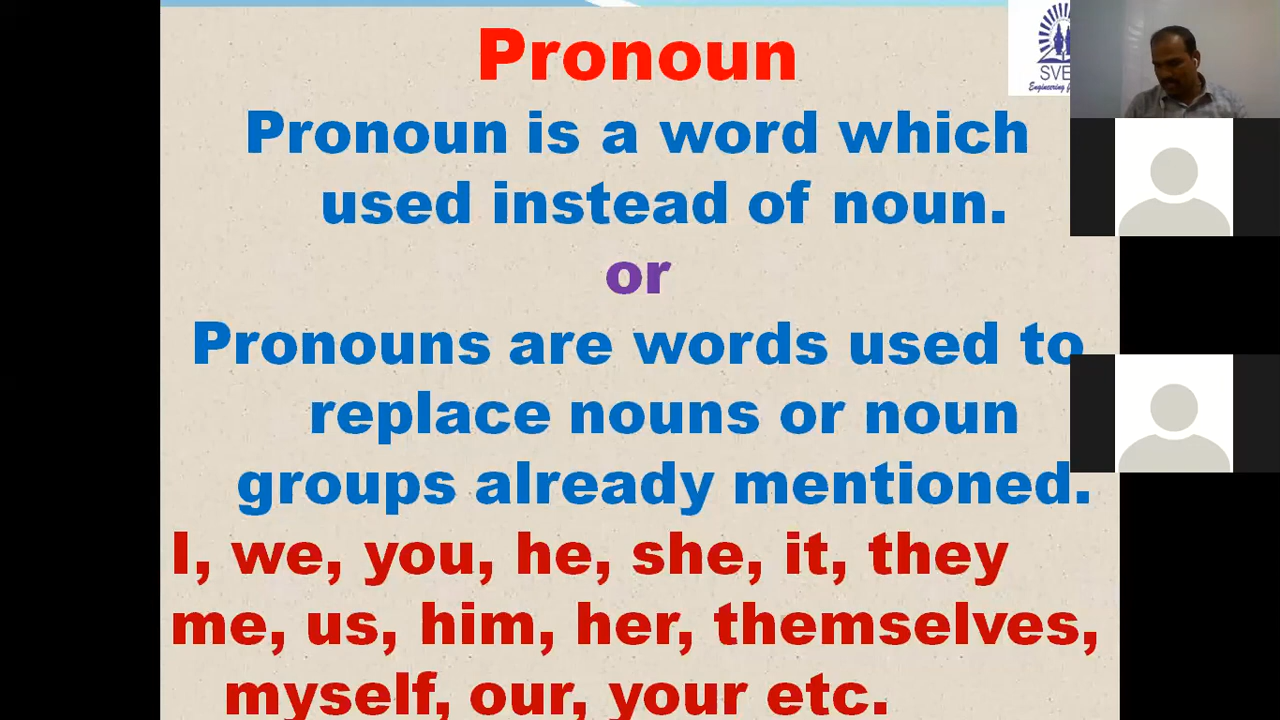 Pronoun
Pronoun is a word which
used instead of noun.
or
Pronouns are words used to
replace nouns or noun
groups already mentioned.
I, we, you, he, she, it, they
me, us, him, her, themselves,
myself, our, your etc.